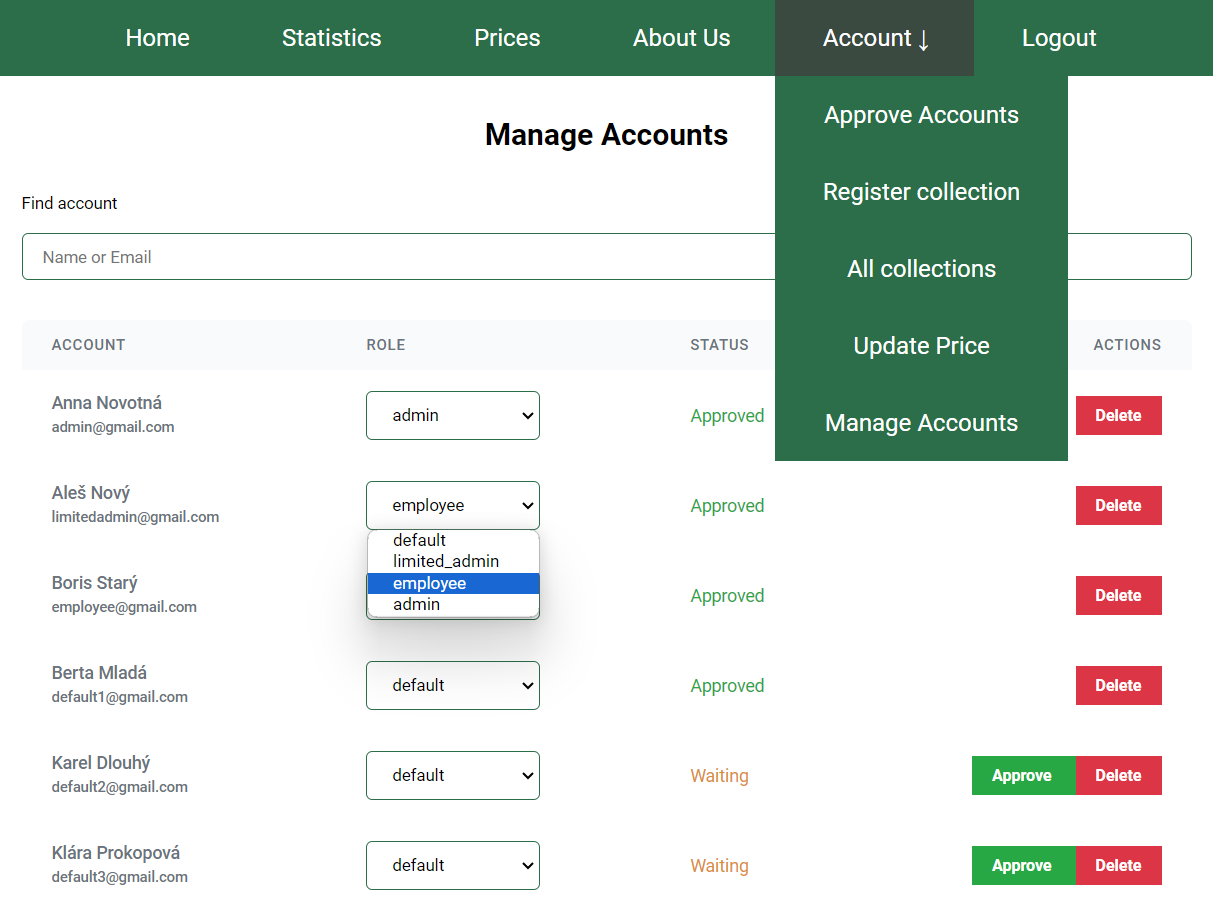 Home Statistics Prices About Us Account ↓ Logout
Approve Accounts
Register collection
All collections
Update Price
Manage Accounts
Manage Accounts
Find account
Name or Email
ACCOUNT ROLE STATUS ACTIONS
Anna Novotná
admin@gmail.com
admin Approved Delete
Aleš Nový
limitedadmin@gmail.com
employee Approved Delete
default
limited_admin
employee
admin
Boris Starý
employee@gmail.com
Approved Delete
Berta Mladá
default1@gmail.com
default Approved Delete
Karel Dlouhý
default2@gmail.com
default Waiting Approve Delete
Klára Prokopová
default3@gmail.com
default Waiting Approve Delete